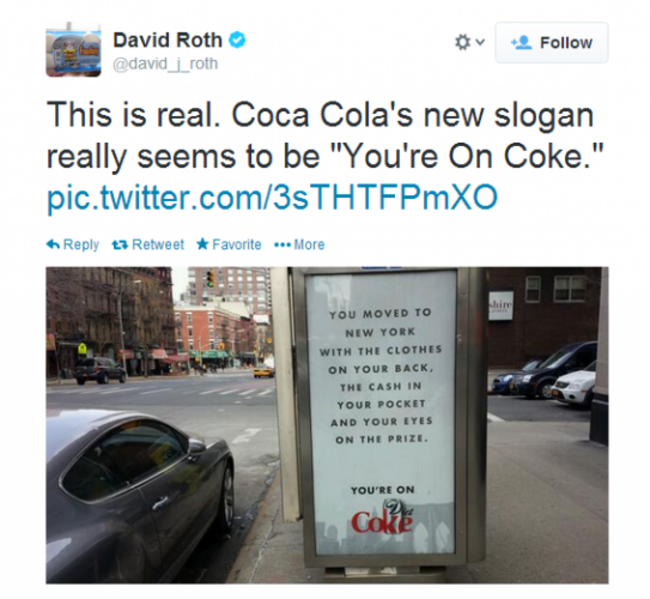 David Roth
@david_j_roth
Follow
This is real. Coca Cola's new slogan
really seems to be "You're On Coke."
pic.twitter.com/3sTHTFPmXO
Reply Retweet Favorite More
YOU MOVED TO
NEW YORK
WITH THE CLOTHES
ON YOUR BACK,
THE CASH IN
YOUR POCKET
AND YOUR EYES
ON THE PRIZE.
YOU'RE ON
Diet
Coke